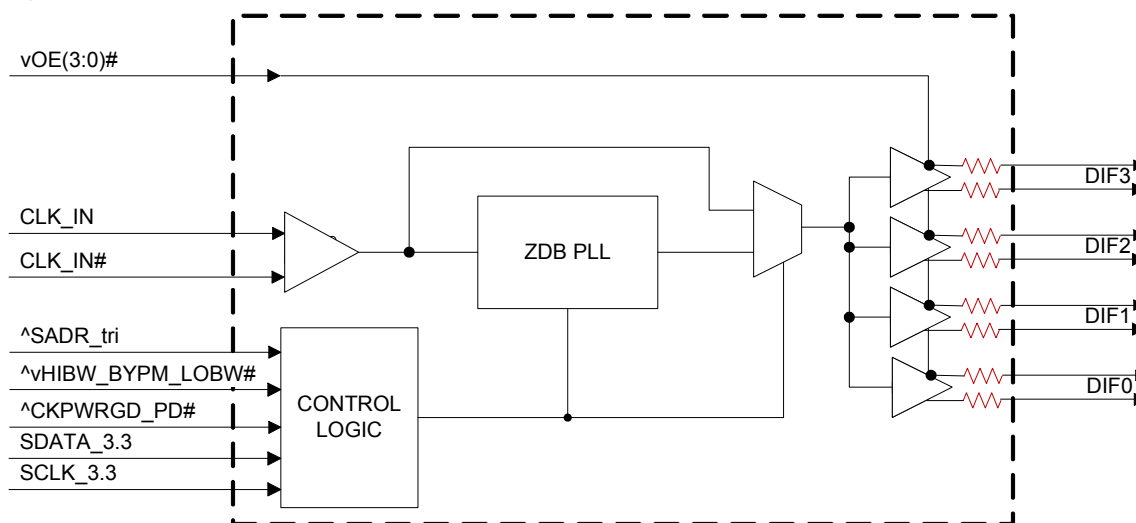 vOE(3:0)#
CLK_IN
CLK_IN#
ZDB PLL
DIF3
DIF2
DIF1
DIF0
^SADR_tri
^vHIBW_BYPM_LOBW#
^CKPWRGD_PD#
SDATA_3.3
SCLK_3.3
CONTROL
LOGIC